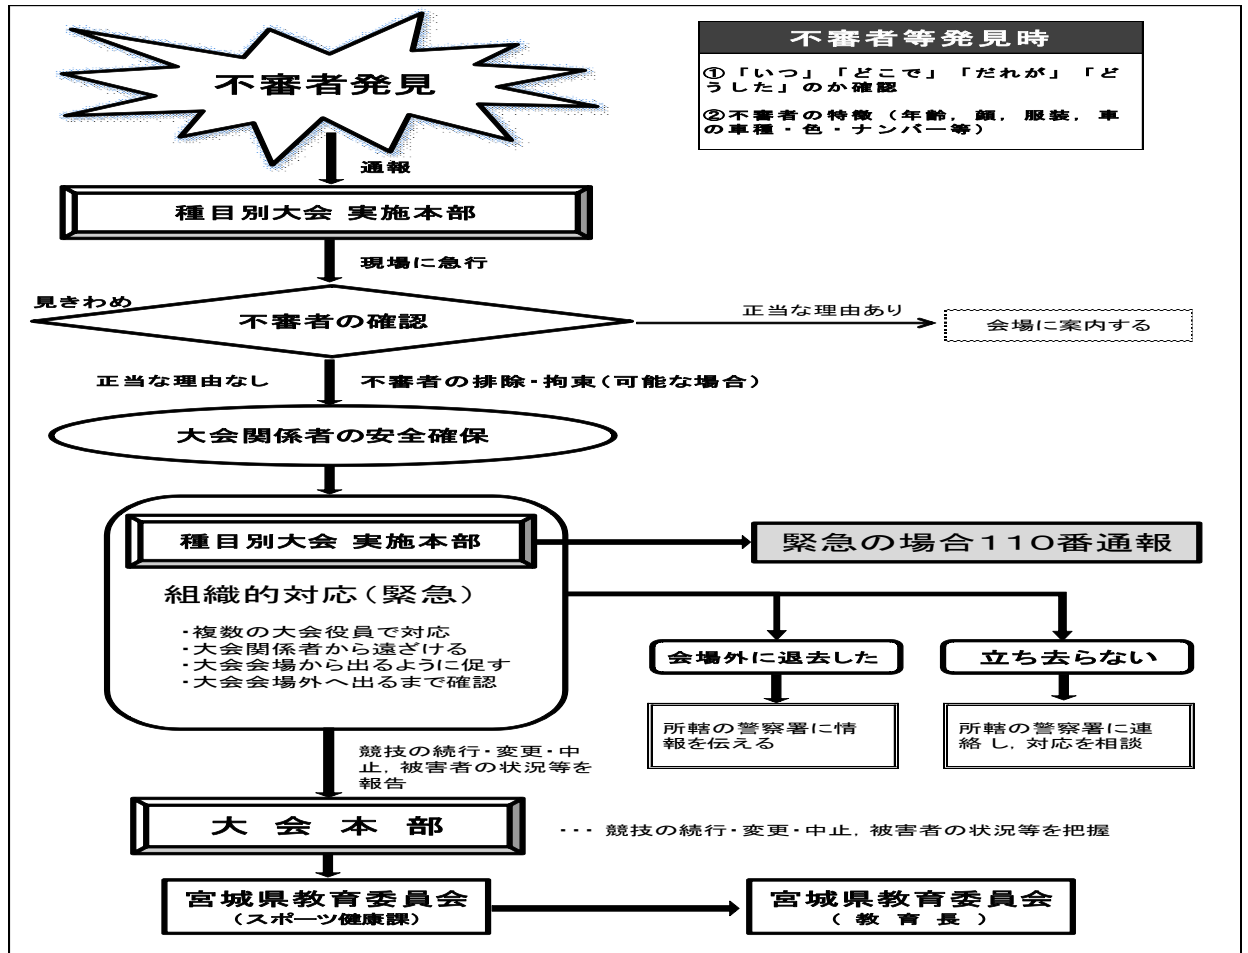 不審者発見
不審者等発見時
①「いつ」「どこで」「だれが」「ど
うした」のか確認
②不審者の特徴（年齢，顔，服装，車
の車種・色・ナンバー等）
通報
種目別大会 実施本部
現場に急行
見きわめ
不審者の確認
正当な理由あり
会場に案内する
正当な理由なし
不審者の排除・拘束（可能な場合）
大会関係者の安全確保
種目別大会 実施本部
緊急の場合110番通報
組織的対応（緊急）
・複数の大会役員で対応
・大会関係者から遠ざける
・大会会場から出るように促す
・大会会場外へ出るまで確認
会場外に退去した
立ち去らない
所轄の警察署に情
報を伝える
所轄の警察署に連
絡し，対応を相談
競技の続行・変更・中
止，被害者の状況等を
報告
大 会 本 部
･･･ 競技の続行・変更・中止，被害者の状況等を把握
宮城県教育委員会
（スポーツ健康課）
宮城県教育委員会
（ 教 育 長 ）